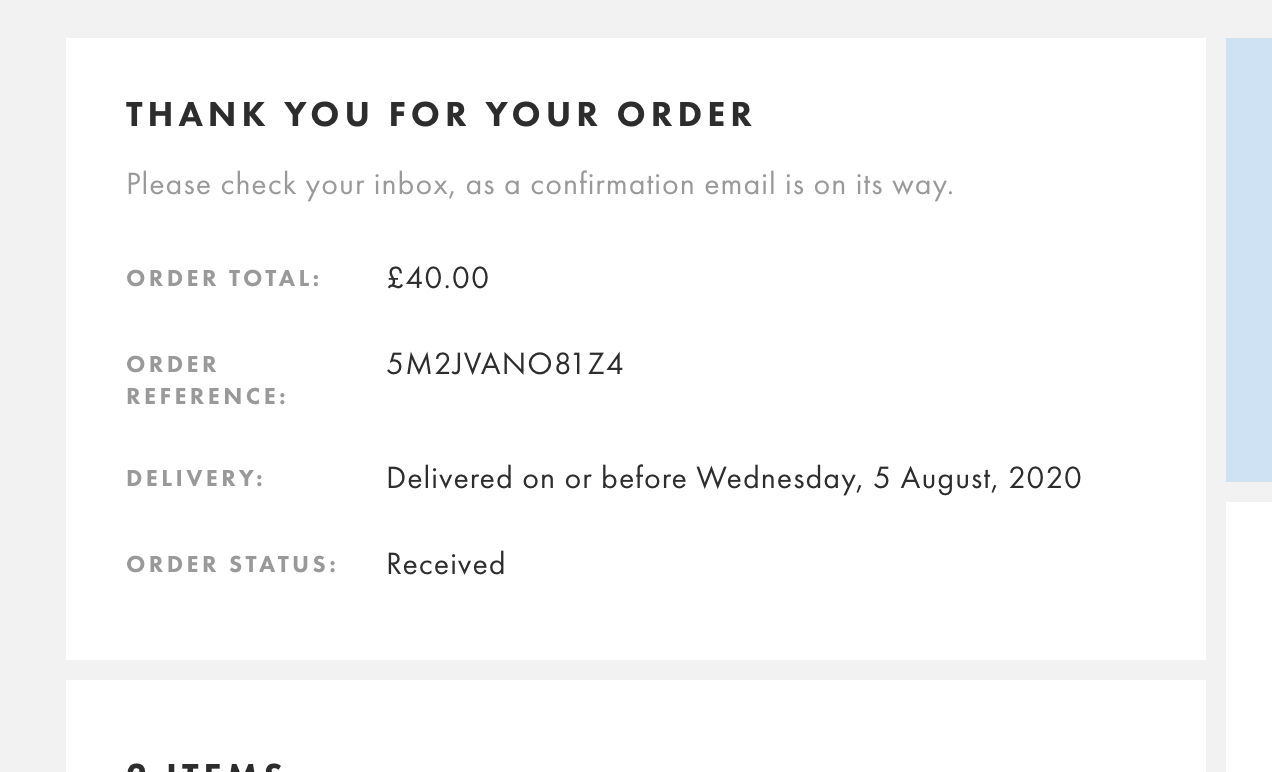 THANK YOU FOR YOUR ORDER
Please check your inbox, as a confirmation email is on its way.
ORDER TOTAL: £40.00
ORDER REFERENCE: 5M2JVANO81Z4
DELIVERY: Delivered on or before Wednesday, 5 August, 2020
ORDER STATUS: Received
ITEMS